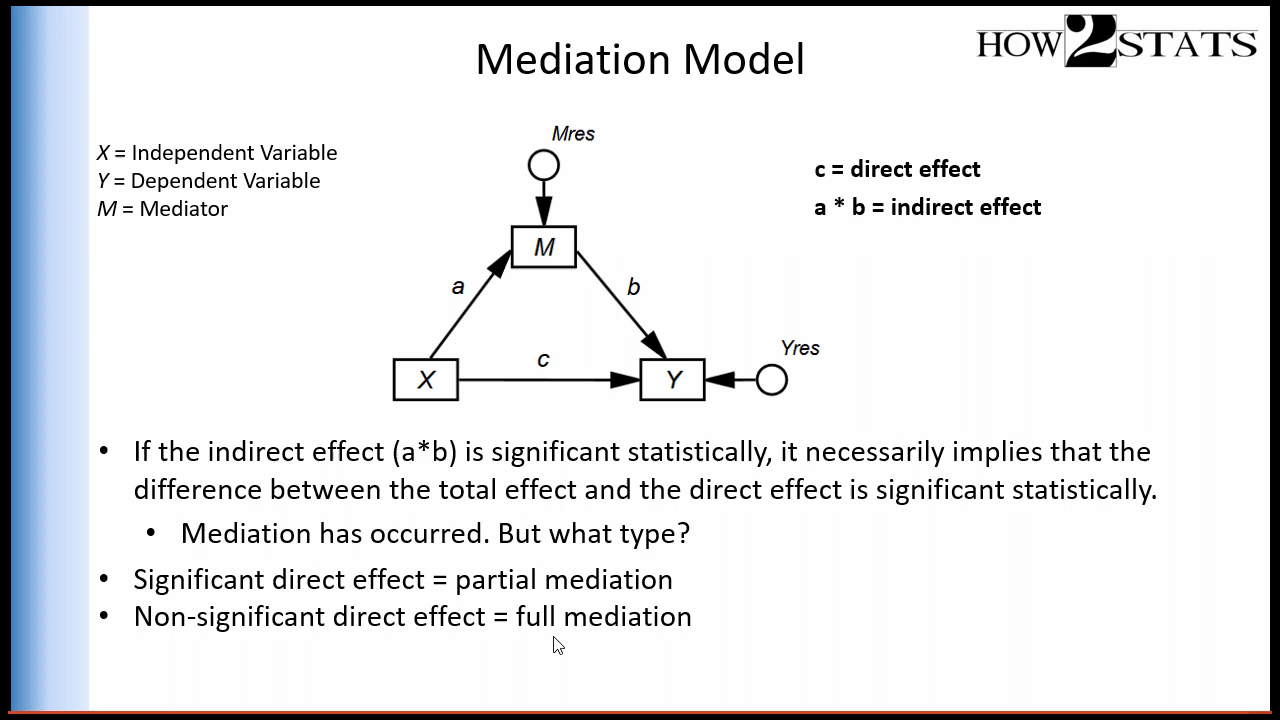 Mediation Model
HOW2STATS
X = Independent Variable
Y = Dependent Variable
M = Mediator
Mres
c = direct effect
a * b = indirect effect
M
a
b
Yres
c
X
Y
• If the indirect effect (a*b) is significant statistically, it necessarily implies that the
difference between the total effect and the direct effect is significant statistically.
• Mediation has occurred. But what type?
• Significant direct effect = partial mediation
• Non-significant direct effect = full mediation